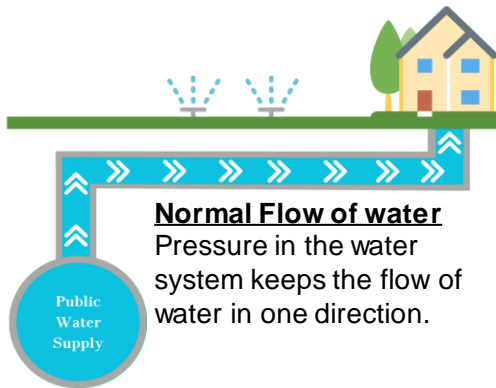 Normal Flow of water
Pressure in the water
system keeps the flow of
water in one direction.
Public
Water
Supply